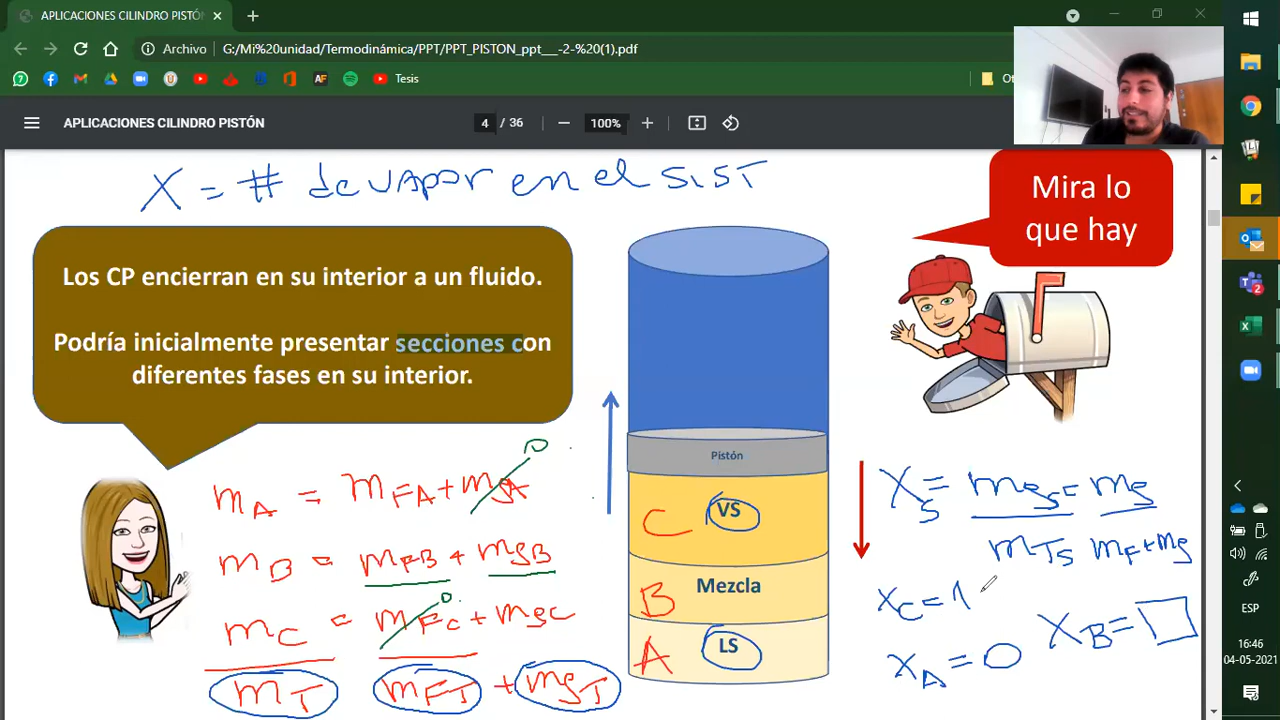 APLICACIONES CILINDRO PISTÓN
Archivo G:/Mi%20unidad/Termodinámica/PPT/PPT_PISTON_ppt___-2-%20(1).pdf
AF Tesis
APLICACIONES CILINDRO PISTÓN 4 / 36 100%
X = # de vapor en el SIST
Mira lo
que hay
Los CP encierran en su interior a un fluido.
Podría inicialmente presentar secciones con
diferentes fases en su interior.
Pistón
C VS
B Mezcla
A LS
mA = mFA + mgA 0
mB = mFB + mgB
mC = mFC 0 + mgC
mT mFT + mgT
XS = mgS = mg
mTS mF + mg
XC = 1
XB =
XA = 0
ESP
16:46
04-05-2021